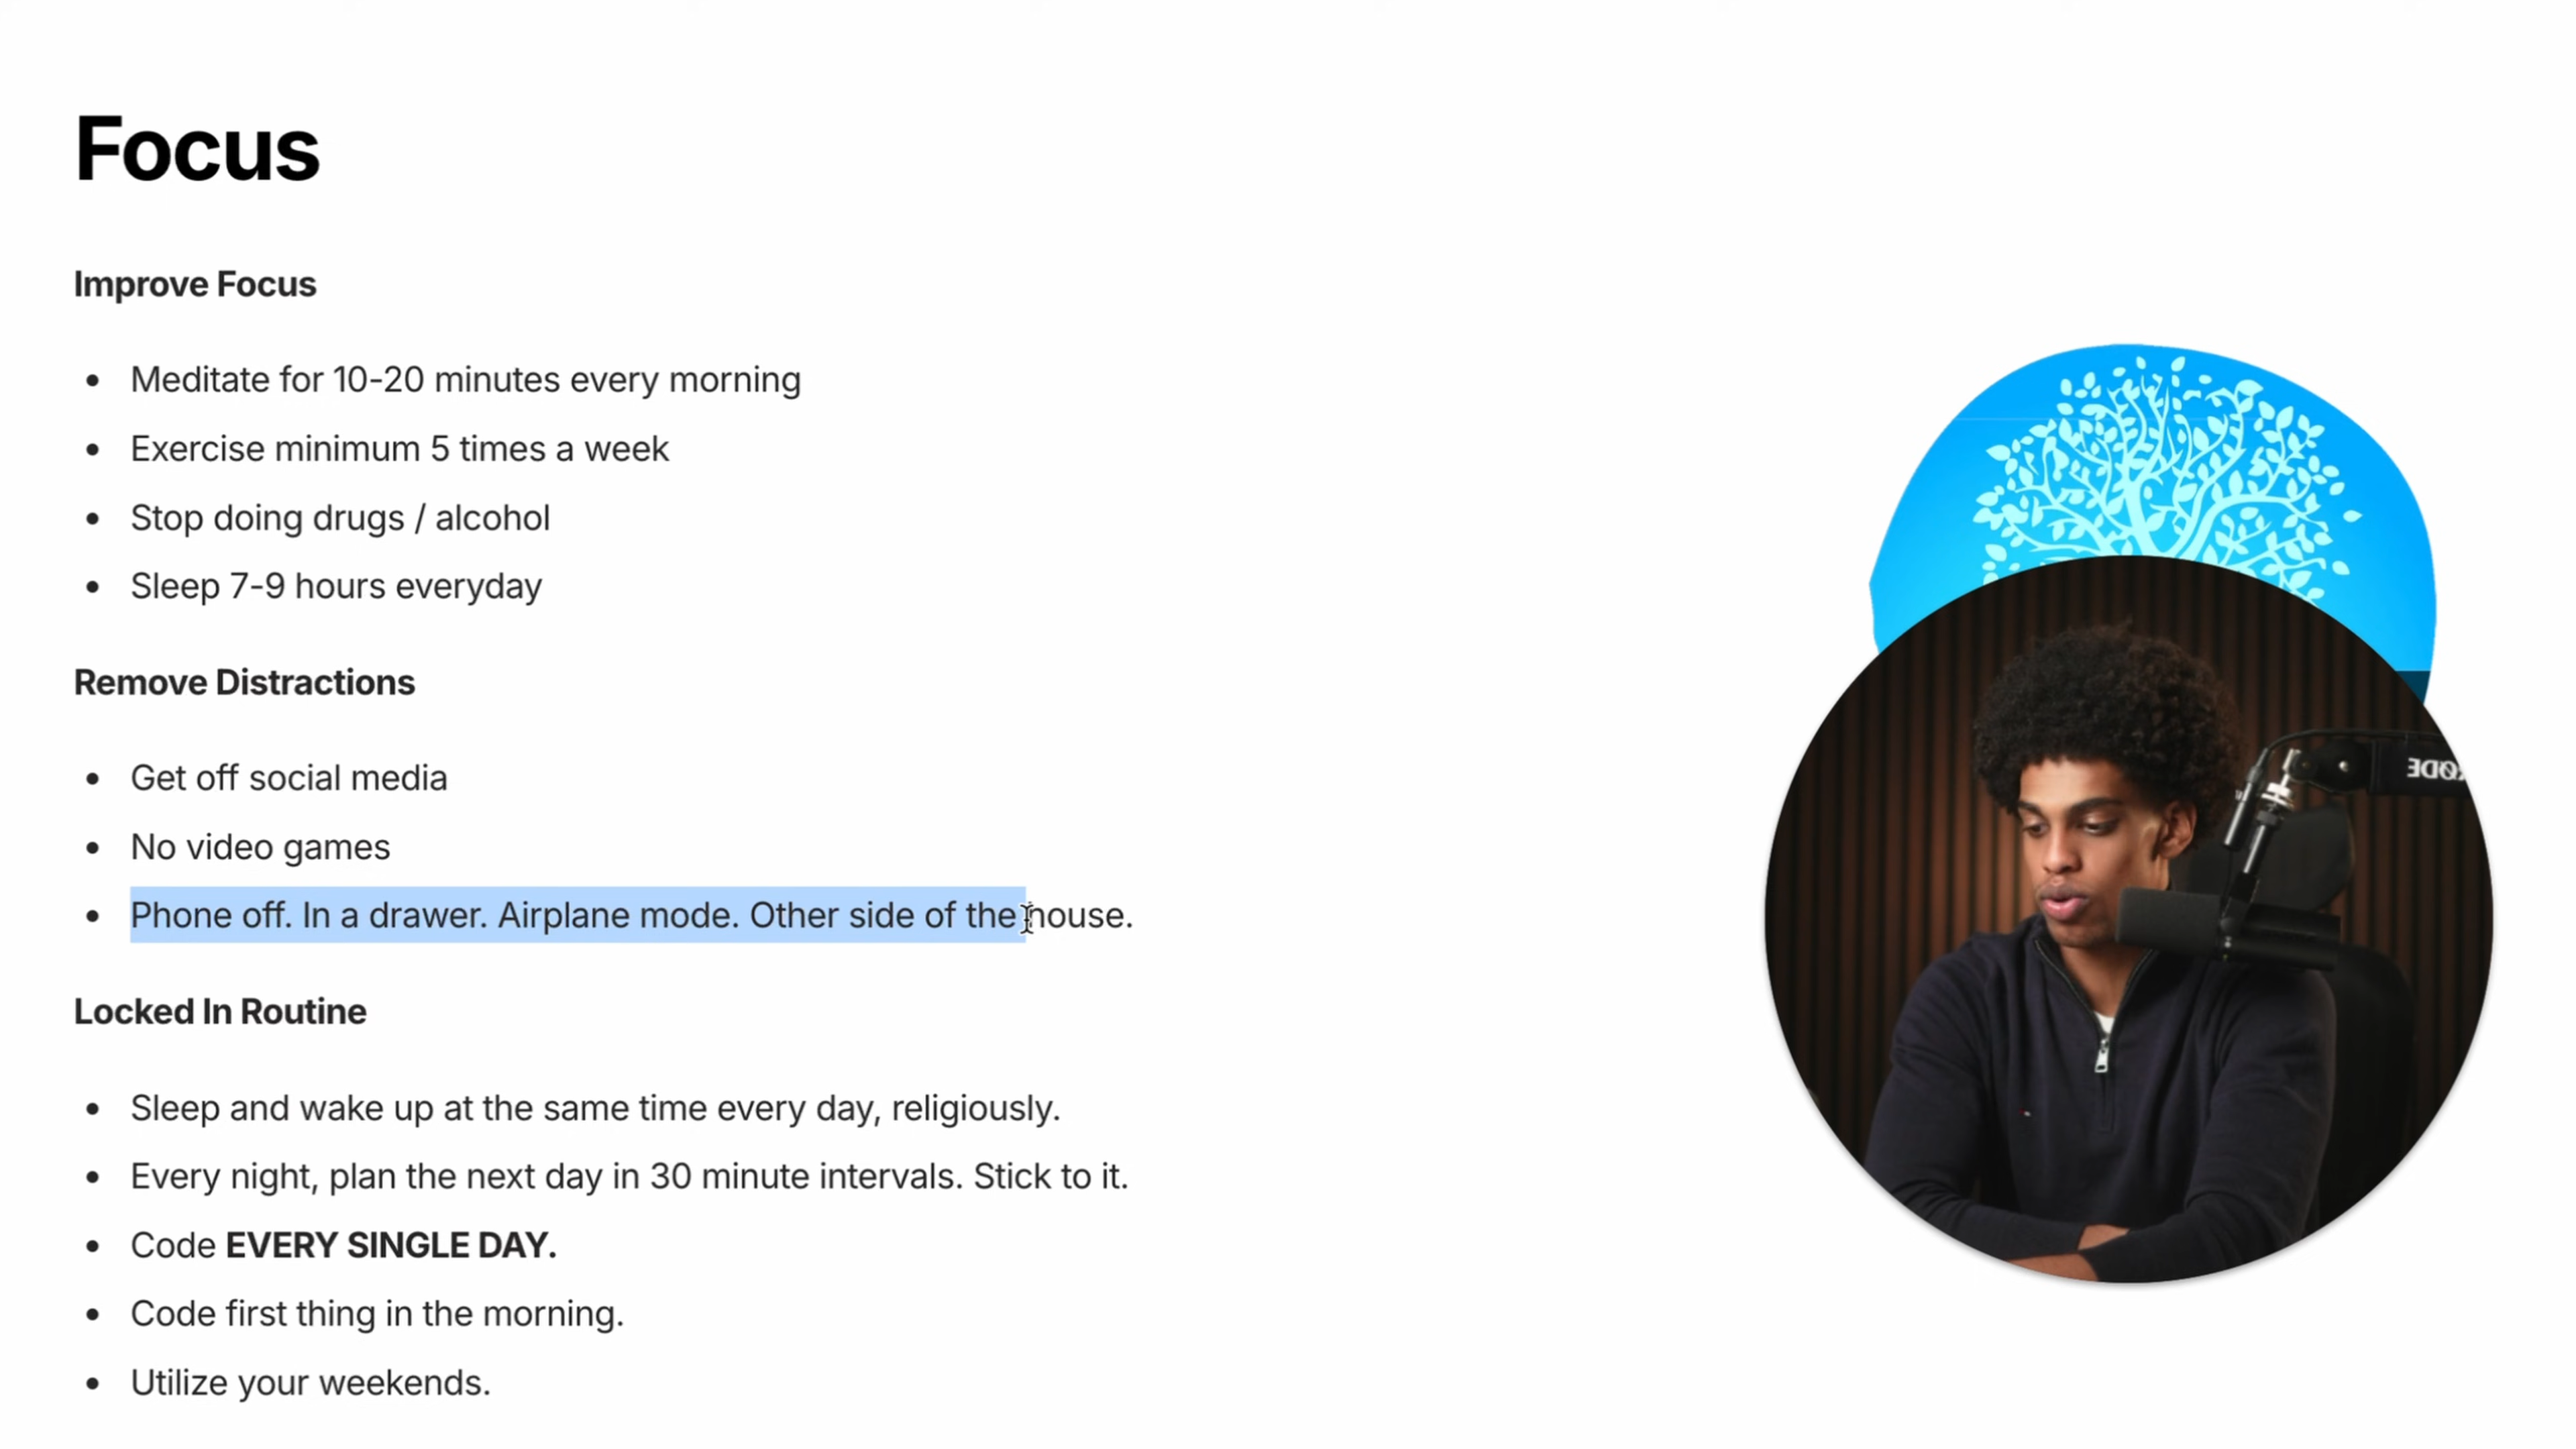 Focus
Improve Focus
• Meditate for 10-20 minutes every morning
• Exercise minimum 5 times a week
• Stop doing drugs / alcohol
• Sleep 7-9 hours everyday
Remove Distractions
• Get off social media
• No video games
• Phone off. In a drawer. Airplane mode. Other side of the house.
Locked In Routine
• Sleep and wake up at the same time every day, religiously.
• Every night, plan the next day in 30 minute intervals. Stick to it.
• Code EVERY SINGLE DAY.
• Code first thing in the morning.
• Utilize your weekends.
RØDE